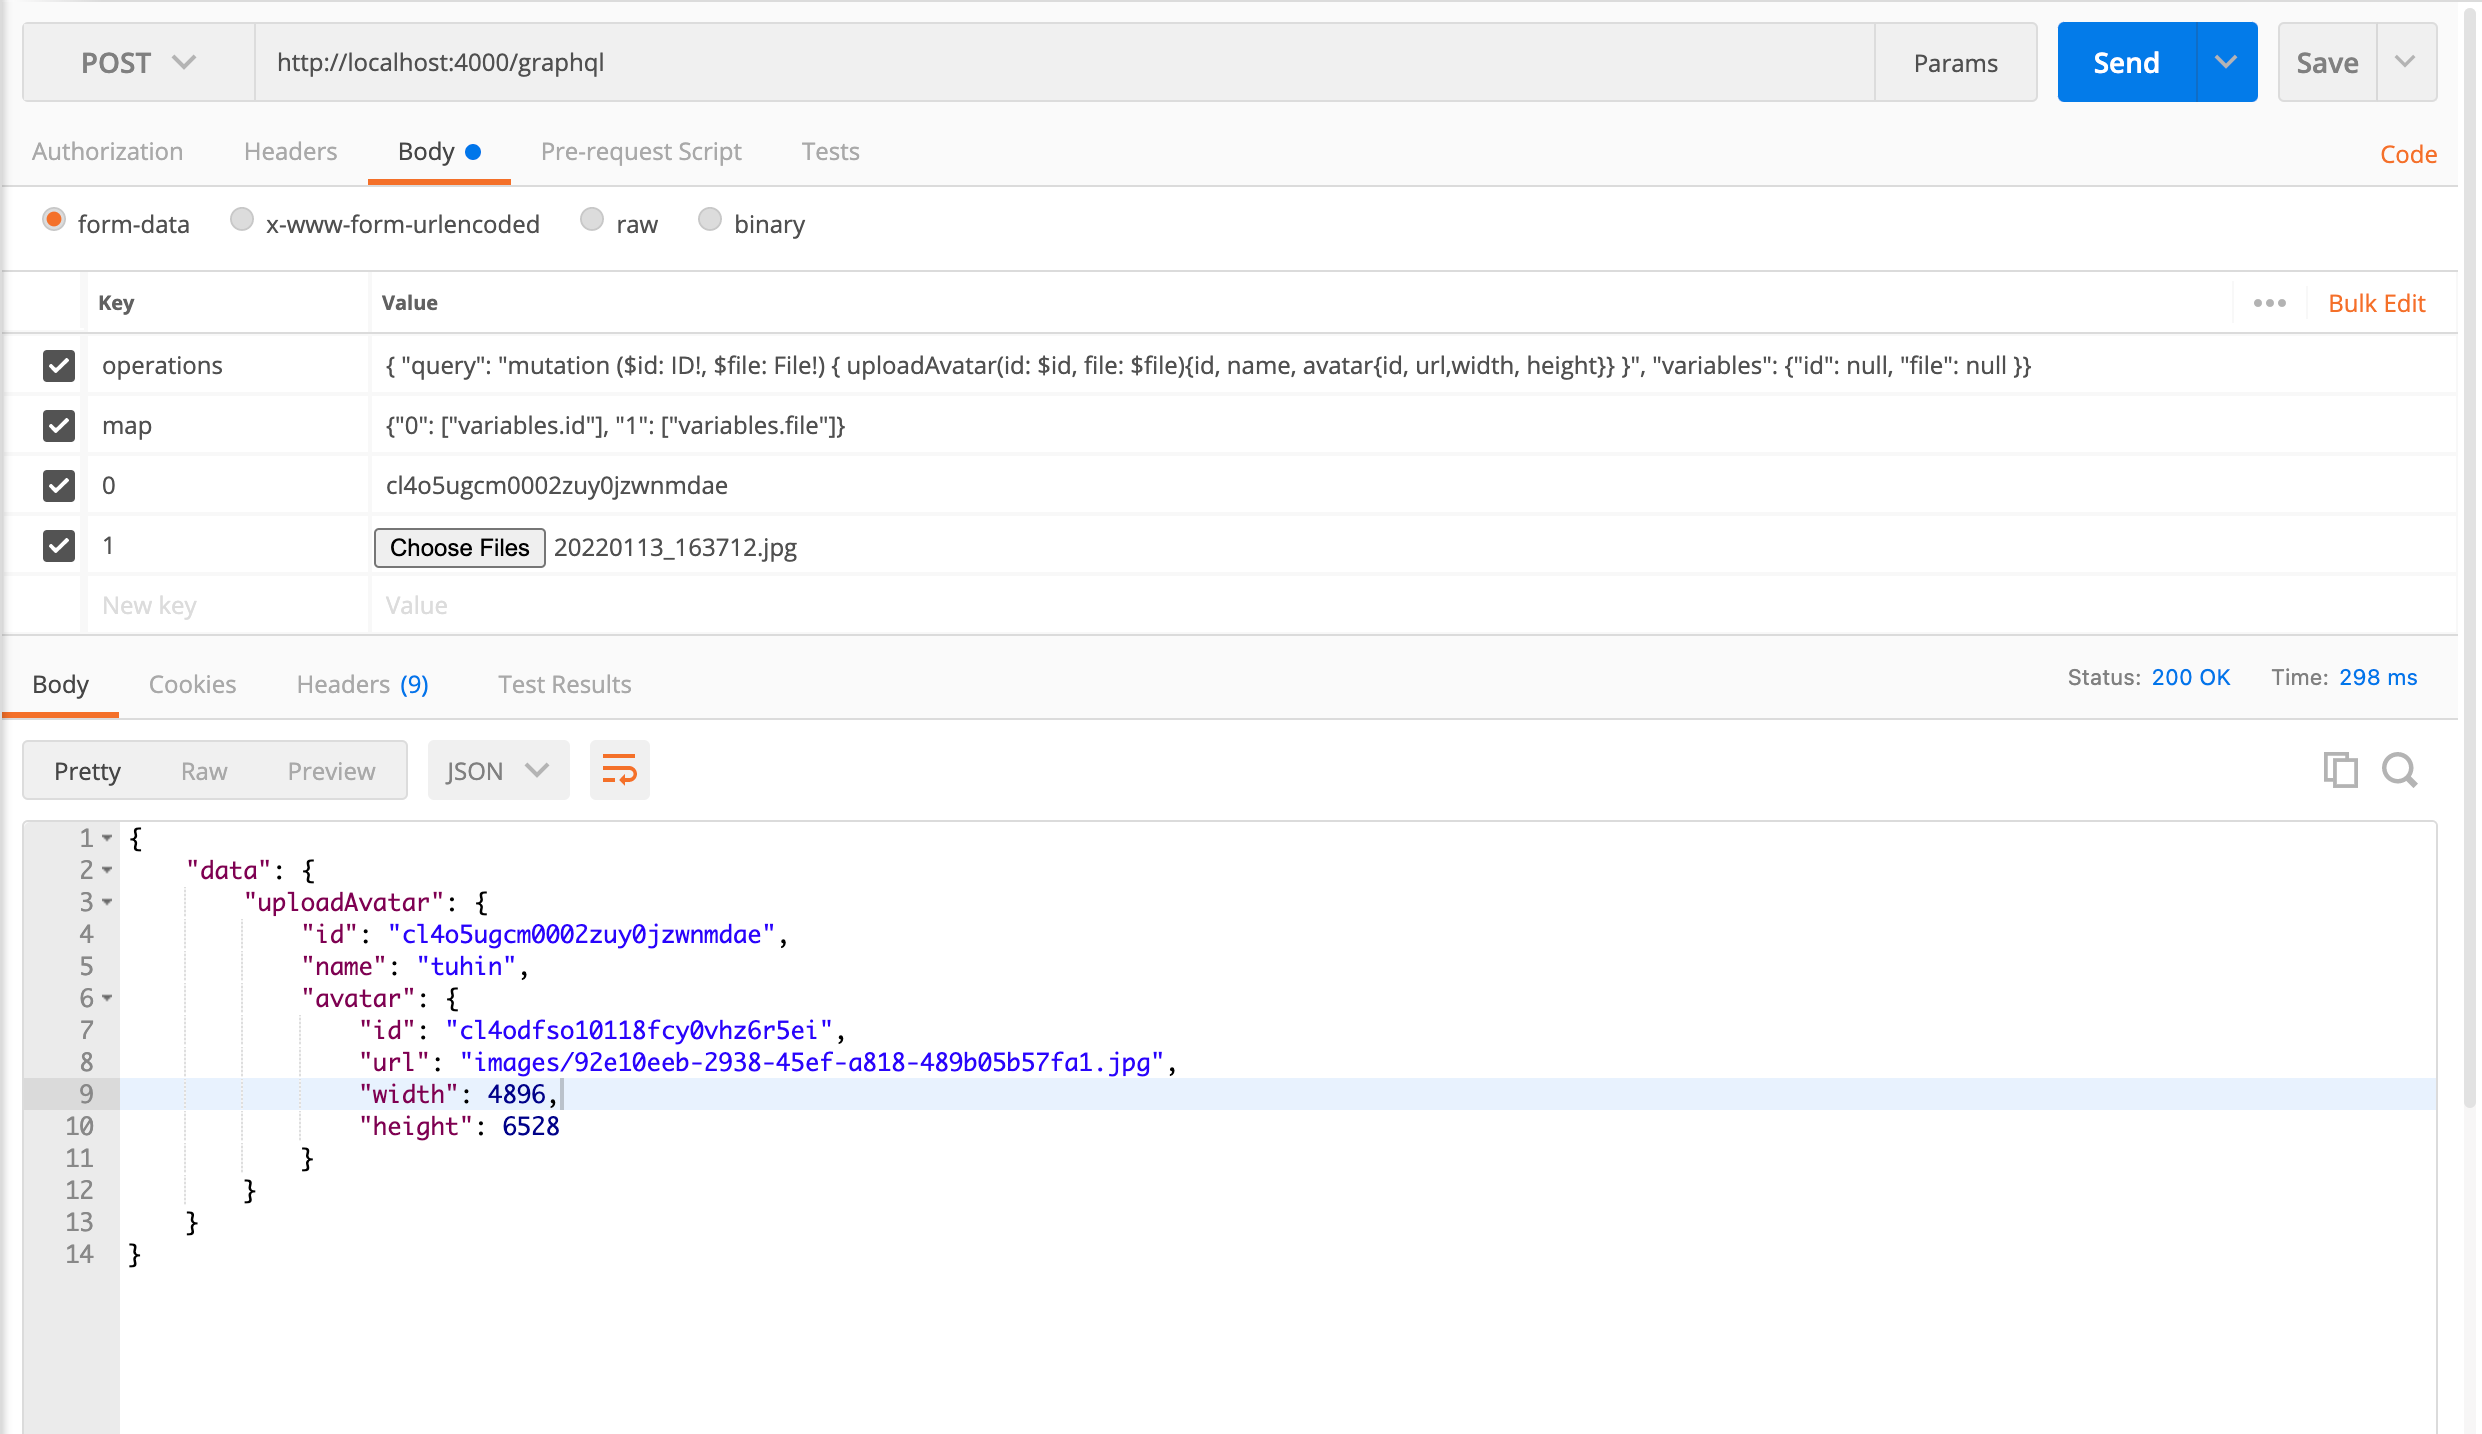 POST http://localhost:4000/graphql Params Send Save
Authorization Headers Body Pre-request Script Tests Code
form-data x-www-form-urlencoded raw binary
Key Value Bulk Edit
operations { "query": "mutation ($id: ID!, $file: File!) { uploadAvatar(id: $id, file: $file){id, name, avatar{id, url,width, height}} }", "variables": {"id": null, "file": null }}
map {"0": ["variables.id"], "1": ["variables.file"]}
0 cl4o5ugcm0002zuy0jzwnmdae
1 Choose Files 20220113_163712.jpg
New key Value
Body Cookies Headers (9) Test Results Status: 200 OK Time: 298 ms
Pretty Raw Preview JSON
1 {
2 "data": {
3 "uploadAvatar": {
4 "id": "cl4o5ugcm0002zuy0jzwnmdae",
5 "name": "tuhin",
6 "avatar": {
7 "id": "cl4odfso10118fcy0vhz6r5ei",
8 "url": "images/92e10eeb-2938-45ef-a818-489b05b57fa1.jpg",
9 "width": 4896,
10 "height": 6528
11 }
12 }
13 }
14 }